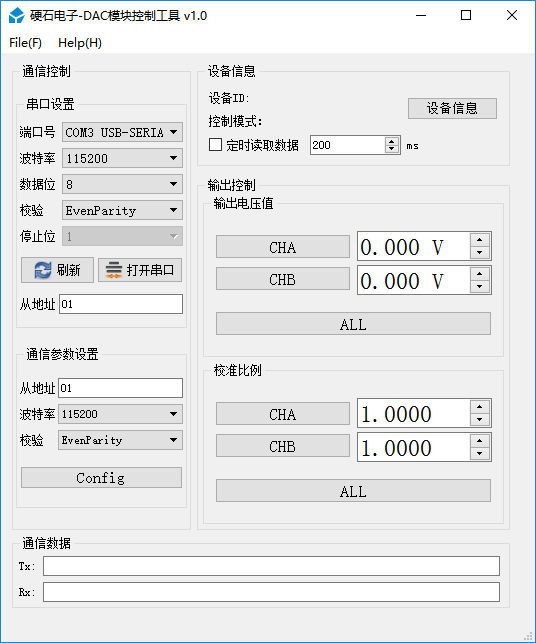 硬石电子-DAC模块控制工具 v1.0
File(F) Help(H)
通信控制
串口设置
端口号 COM3 USB-SERIA
波特率 115200
数据位 8
校验 EvenParity
停止位 1
刷新 打开串口
从地址 01
通信参数设置
从地址 01
波特率 115200
校验 EvenParity
Config
设备信息
设备ID:
设备信息
控制模式:
定时读取数据 200 ms
输出控制
输出电压值
CHA 0.000 V
CHB 0.000 V
ALL
校准比例
CHA 1.0000
CHB 1.0000
ALL
通信数据
Tx:
Rx: